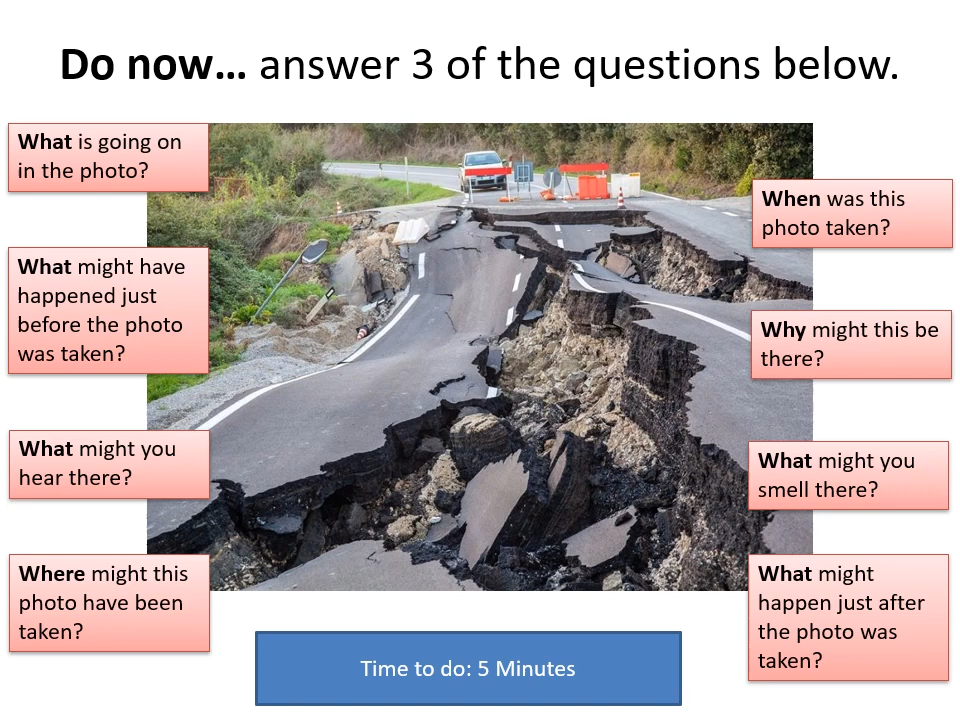 Do now... answer 3 of the questions below.
What is going on
in the photo?
What might have
happened just
before the photo
was taken?
What might you
hear there?
Where might this
photo have been
taken?
When was this
photo taken?
Why might this be
there?
What might you
smell there?
What might
happen just after
the photo was
taken?
Time to do: 5 Minutes